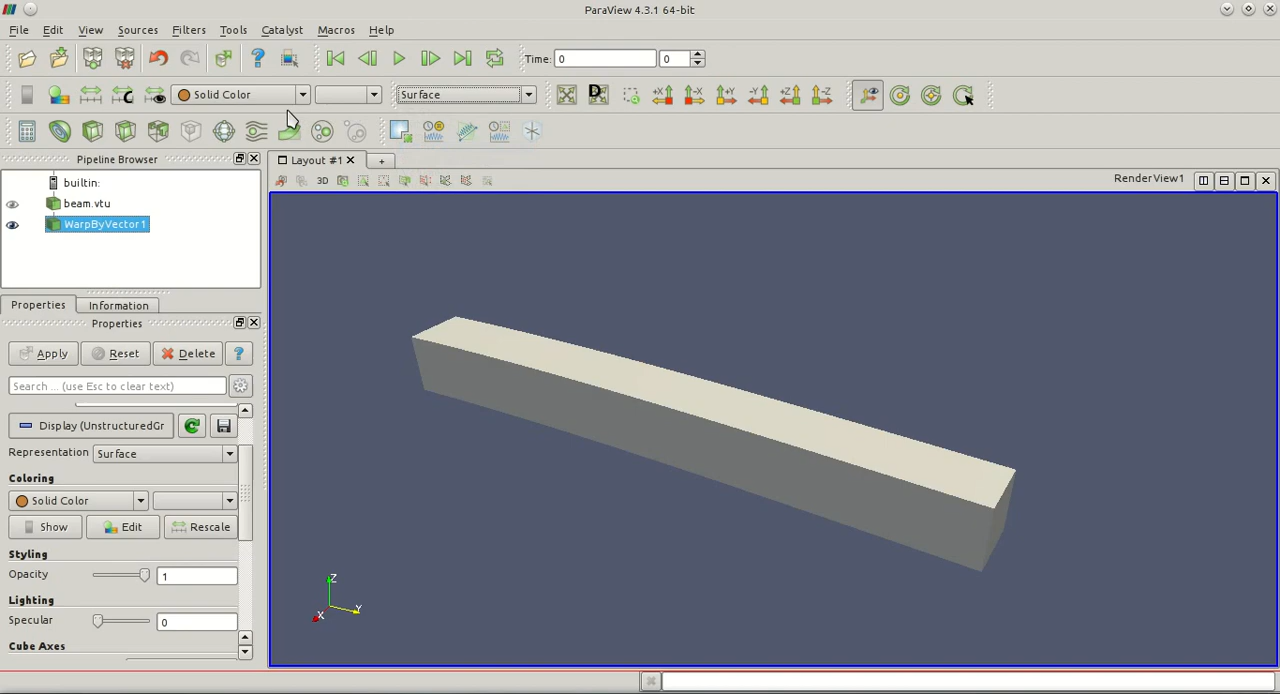 ParaView 4.3.1 64-bit
File Edit View Sources Filters Tools Catalyst Macros Help
Time: 0 0
Solid Color Surface
Pipeline Browser
Layout #1
3D
RenderView1
builtin:
beam.vtu
WarpByVector1
Properties Information
Properties
Apply Reset Delete ?
Search ... (use Esc to clear text)
Display (UnstructuredGr
Representation Surface
Coloring
Solid Color
Show Edit Rescale
Styling
Opacity 1
Lighting
Specular 0
Cube Axes
Z
X Y